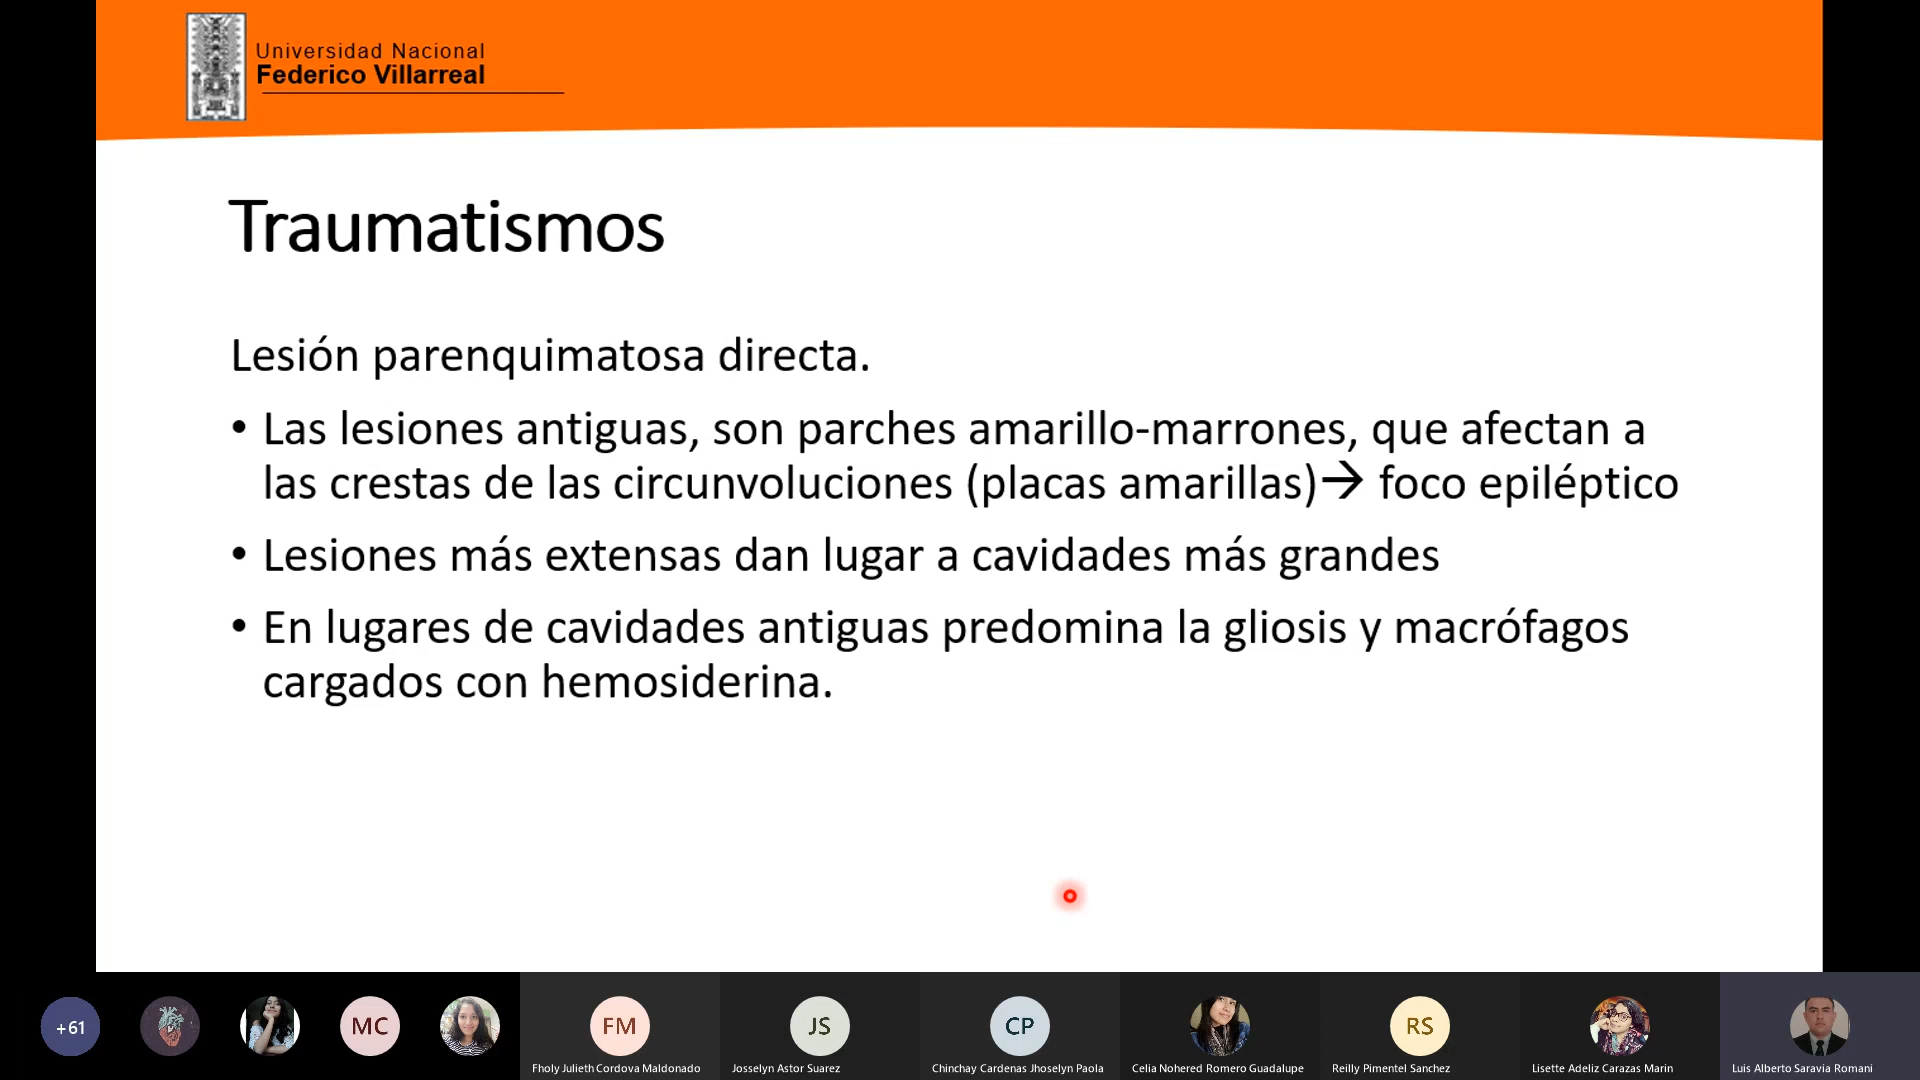 Universidad Nacional
Federico Villarreal
Traumatismos
Lesión parenquimatosa directa.
• Las lesiones antiguas, son parches amarillo-marrones, que afectan a
las crestas de las circunvoluciones (placas amarillas)→ foco epiléptico
• Lesiones más extensas dan lugar a cavidades más grandes
• En lugares de cavidades antiguas predomina la gliosis y macrófagos
cargados con hemosiderina.
+61
MC
FM
JS
CP
RS
Fholy Julieth Cordova Maldonado
Josselyn Astor Suarez
Chinchay Cardenas Jhoselyn Paola
Celia Nohered Romero Guadalupe
Reilly Pimentel Sanchez
Lisette Adeliz Carazas Marin
Luis Alberto Saravia Romani